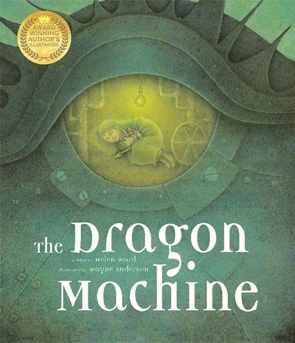 AWARD
WINNING
AUTHOR &
ILLUSTRATOR
The Dragon
written by Helen Ward
illustrated by Wayne Anderson
Machine